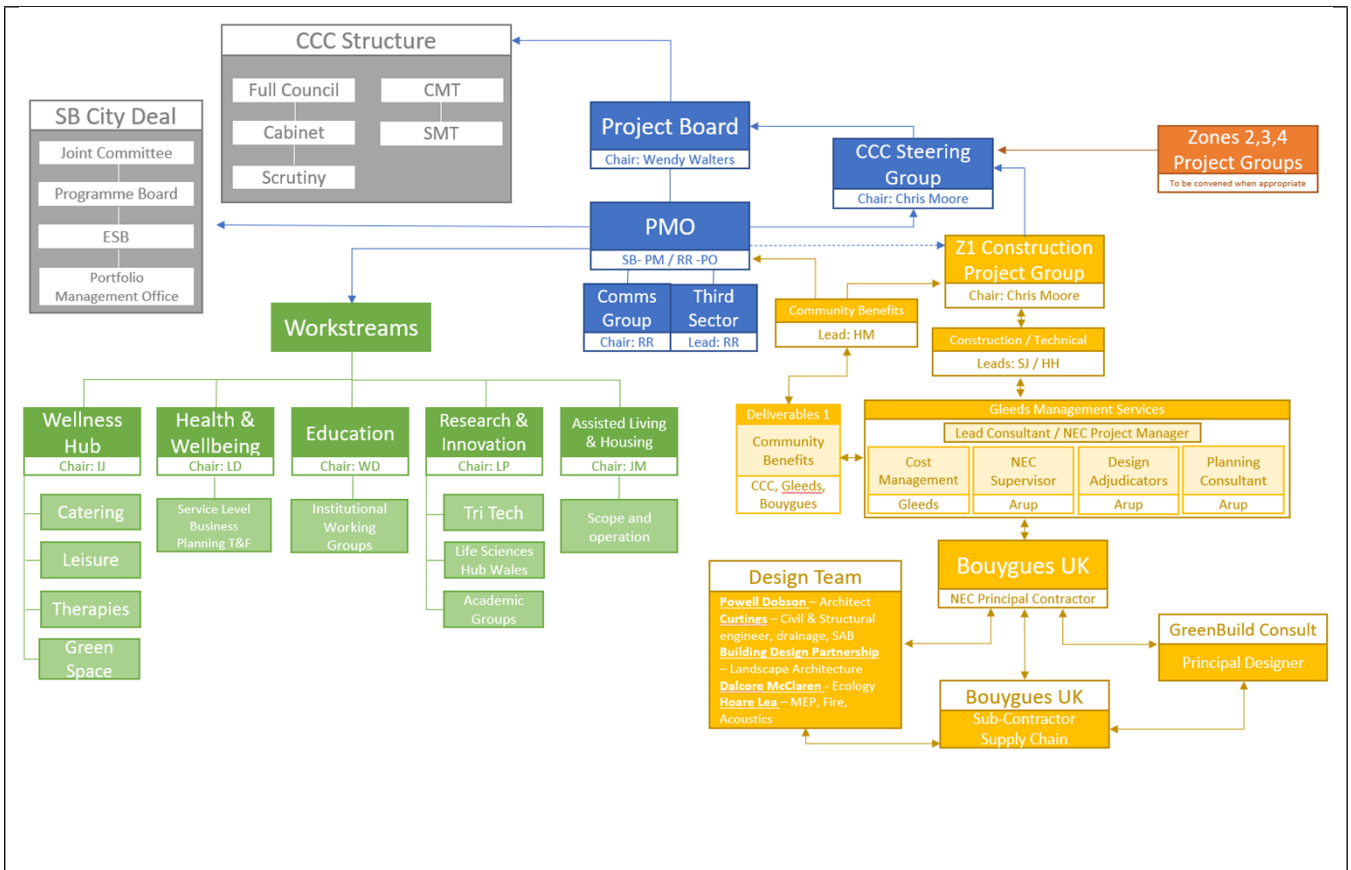 CCC Structure
Full Council
Cabinet
Scrutiny
CMT
SMT
SB City Deal
Joint Committee
Programme Board
ESB
Portfolio
Management Office
Project Board
Chair: Wendy Walters
CCC Steering
Group
Chair: Chris Moore
Zones 2,3,4
Project Groups
To be convened when appropriate
PMO
SB- PM / RR -PO
Comms
Group
Chair: RR
Third
Sector
Lead: RR
Z1 Construction
Project Group
Chair: Chris Moore
Community Benefits
Lead: HM
Construction / Technical
Leads: SJ / HH
Workstreams
Wellness
Hub
Chair: IJ
Catering
Leisure
Therapies
Green
Space
Health &
Wellbeing
Chair: LD
Service Level
Business
Planning T&F
Education
Chair: WD
Institutional
Working
Groups
Research &
Innovation
Chair: LP
Tri Tech
Life Sciences
Hub Wales
Academic
Groups
Assisted Living
& Housing
Chair: JM
Scope and
operation
Deliverables 1
Community
Benefits
CCC, Gleeds,
Bouygues
Gleeds Management Services
Lead Consultant / NEC Project Manager
Cost
Management
Gleeds
NEC
Supervisor
Arup
Design
Adjudicators
Arup
Planning
Consultant
Arup
Bouygues UK
NEC Principal Contractor
Design Team
Powell Dobson – Architect
Curtings – Civil & Structural
engineer, drainage, SAB
Building Design Partnership
– Landscape Architecture
Dalcore McClaren - Ecology
Hoare Lea – MEP, Fire,
Acoustics
GreenBuild Consult
Principal Designer
Bouygues UK
Sub-Contractor
Supply Chain